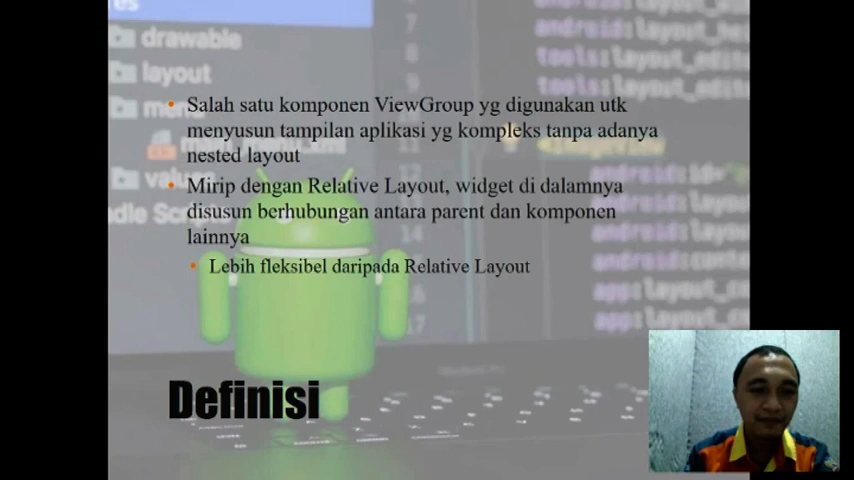 es
drawable
layout
Salah satu komponen ViewGroup yg digunakan utk
menyusun tampilan aplikasi yg kompleks tanpa adanya
nested layout
Mirip dengan Relative Layout, widget di dalamnya
disusun berhubungan antara parent dan komponen
lainnya
Lebih fleksibel daripada Relative Layout
Definisi